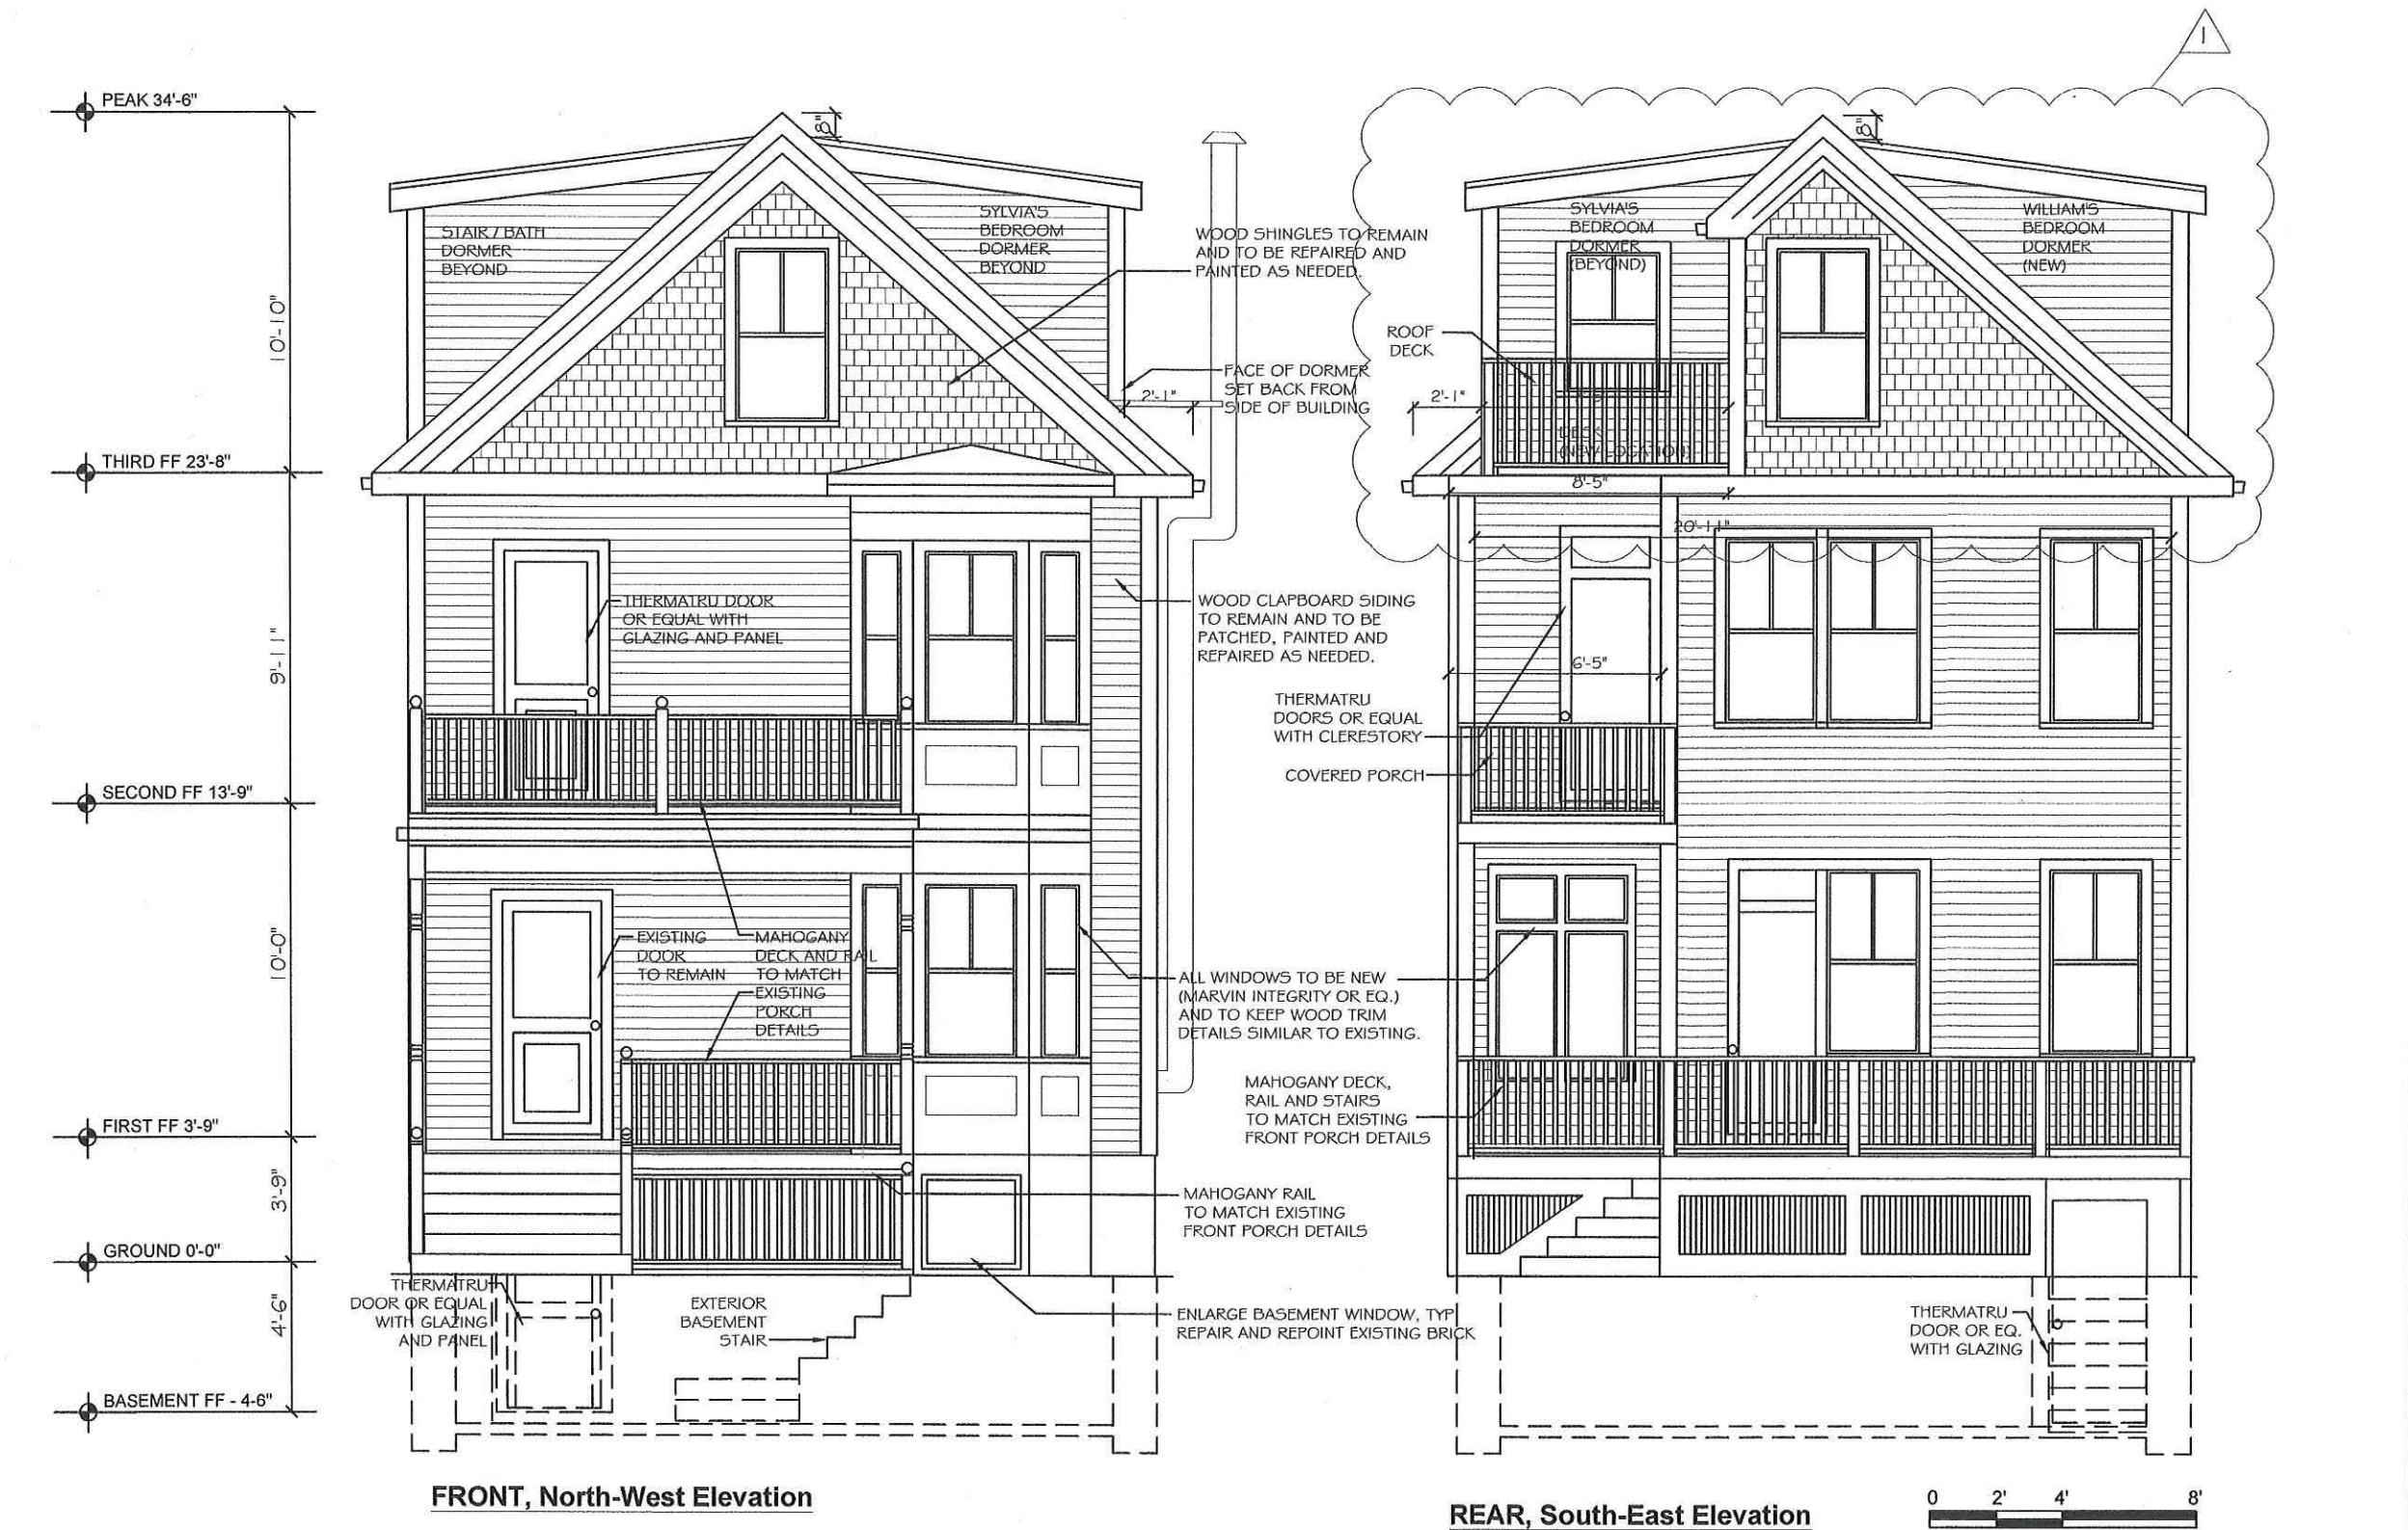 1
PEAK 34'-6"
8"
8"
STAIR / BATH
DORMER
BEYOND
SYLVIA'S
BEDROOM
DORMER
BEYOND
WOOD SHINGLES TO REMAIN
AND TO BE REPAIRED AND
PAINTED AS NEEDED.
SYLVIA'S
BEDROOM
DORMER
(BEYOND)
WILLIAM'S
BEDROOM
DORMER
(NEW)
10'-10"
ROOF
DECK
FACE OF DORMER
SET BACK FROM
SIDE OF BUILDING
2'-1"
2'-1"
DECK
(NEW LOCATION)
THIRD FF 23'-8"
8'-5"
20'-11"
THERMATRU DOOR
OR EQUAL WITH
GLAZING AND PANEL
WOOD CLAPBOARD SIDING
TO REMAIN AND TO BE
PATCHED, PAINTED AND
REPAIRED AS NEEDED.
9'-11"
6'-5"
THERMATRU
DOORS OR EQUAL
WITH CLERESTORY
COVERED PORCH
SECOND FF 13'-9"
EXISTING
DOOR
TO REMAIN
MAHOGANY
DECK AND RAIL
TO MATCH
EXISTING
PORCH
DETAILS
10'-0"
ALL WINDOWS TO BE NEW
(MARVIN INTEGRITY OR EQ.)
AND TO KEEP WOOD TRIM
DETAILS SIMILAR TO EXISTING.
MAHOGANY DECK,
RAIL AND STAIRS
TO MATCH EXISTING
FRONT PORCH DETAILS
FIRST FF 3'-9"
3'-9"
MAHOGANY RAIL
TO MATCH EXISTING
FRONT PORCH DETAILS
GROUND 0'-0"
THERMATRU
DOOR OR EQUAL
WITH GLAZING
AND PANEL
EXTERIOR
BASEMENT
STAIR
ENLARGE BASEMENT WINDOW, TYP
REPAIR AND REPOINT EXISTING BRICK
THERMATRU
DOOR OR EQ.
WITH GLAZING
4'-6"
BASEMENT FF - 4-6"
FRONT, North-West Elevation
REAR, South-East Elevation
0 2' 4' 8'